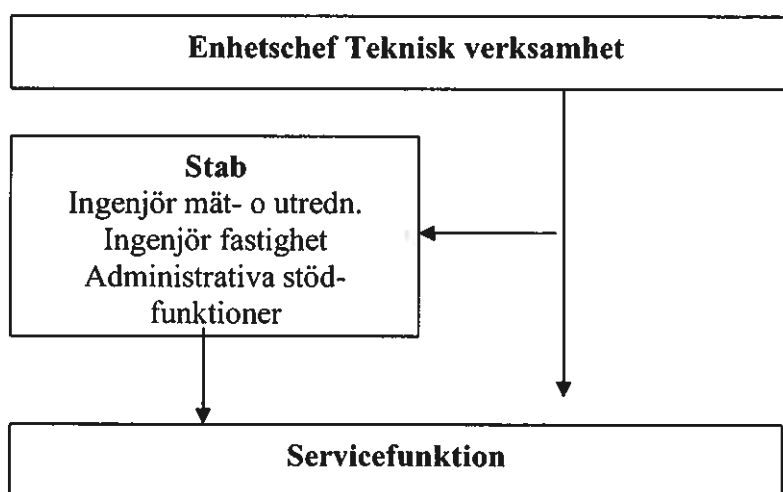 Enhetschef Teknisk verksamhet
Stab
Ingenjör mät- o utredn.
Ingenjör fastighet
Administrativa stöd-
funktioner
Servicefunktion